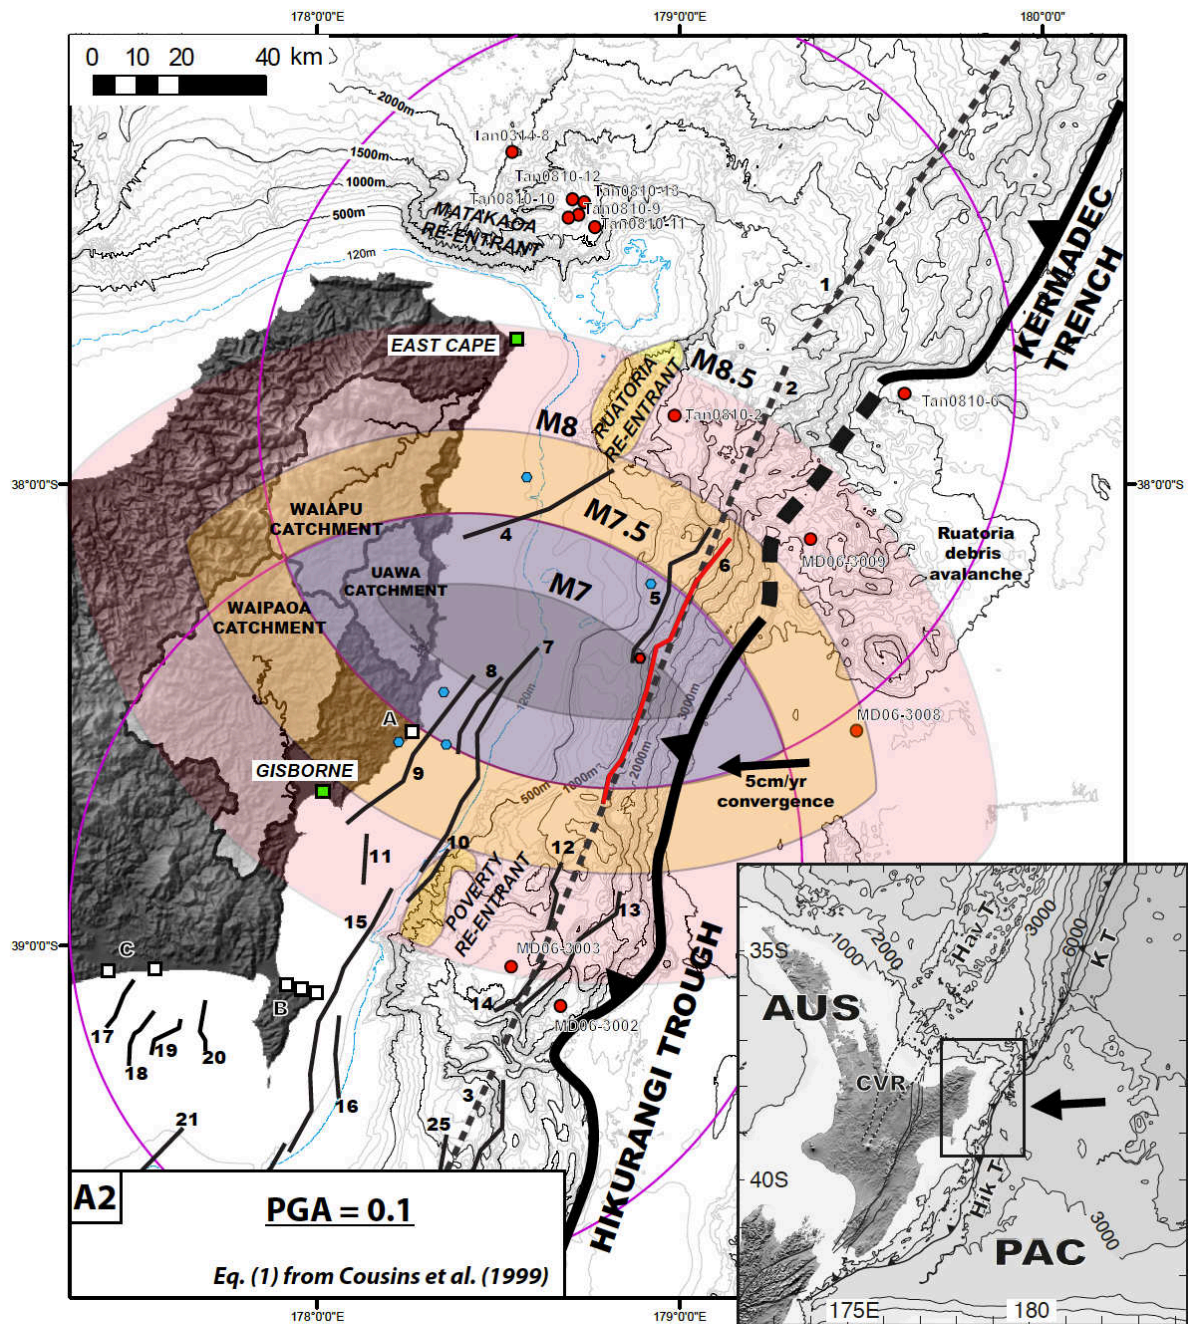 178°0'0"E
179°0'0"E
180°0'0"E
0 10 20 40 km
2000m
1500m
1000m
500m
120m
Tan0314-8
Tan0810-12
Tan0810-13
Tan0810-10
Tan0810-9
Tan0810-11
MATAKAOA
RE-ENTRANT
1
KERMADEC
TRENCH
EAST CAPE
M8.5
2
RUATORIA
RE-ENTRANT
Tan0810-2
Tan0810-6
M8
38°0'0"S
38°0'0"S
WAIAPU
CATCHMENT
M7.5
4
Ruatoria
debris
avalanche
MD06-3009
6
UAWA
CATCHMENT
M7
5
WAIPAOA
CATCHMENT
7
8
120m
3000m
MD06-3008
A
GISBORNE
9
2000m
1000m
500m
5cm/yr
convergence
10
11
12
POVERTY
RE-ENTRANT
13
15
39°0'0"S
C
MD06-3003
14
B
MD06-3002
HIKURANGI TROUGH
17
18
19
20
16
3
21
25
A2
PGA = 0.1
Eq. (1) from Cousins et al. (1999)
35S
1000
2000
Hav T
3000
6000
K T
AUS
CVR
40S
Hik T
3000
PAC
175E
180
178°0'0"E
179°0'0"E